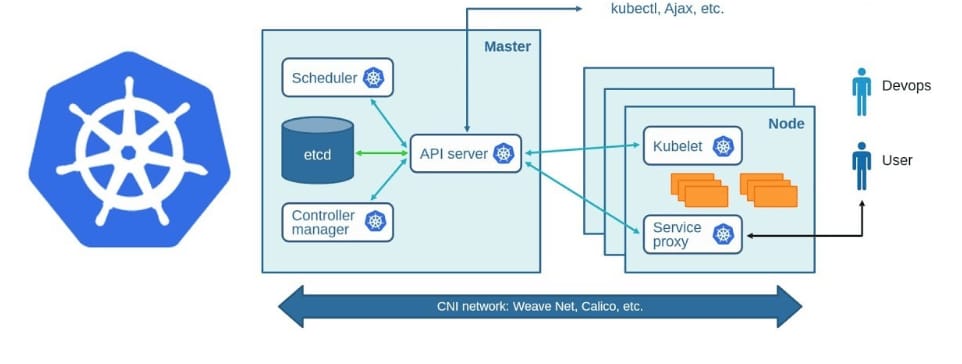 kubectl, Ajax, etc.
Master
Scheduler
etcd
API server
Controller
manager
Node
Kubelet
Service
proxy
Devops
User
CNI network: Weave Net, Calico, etc.